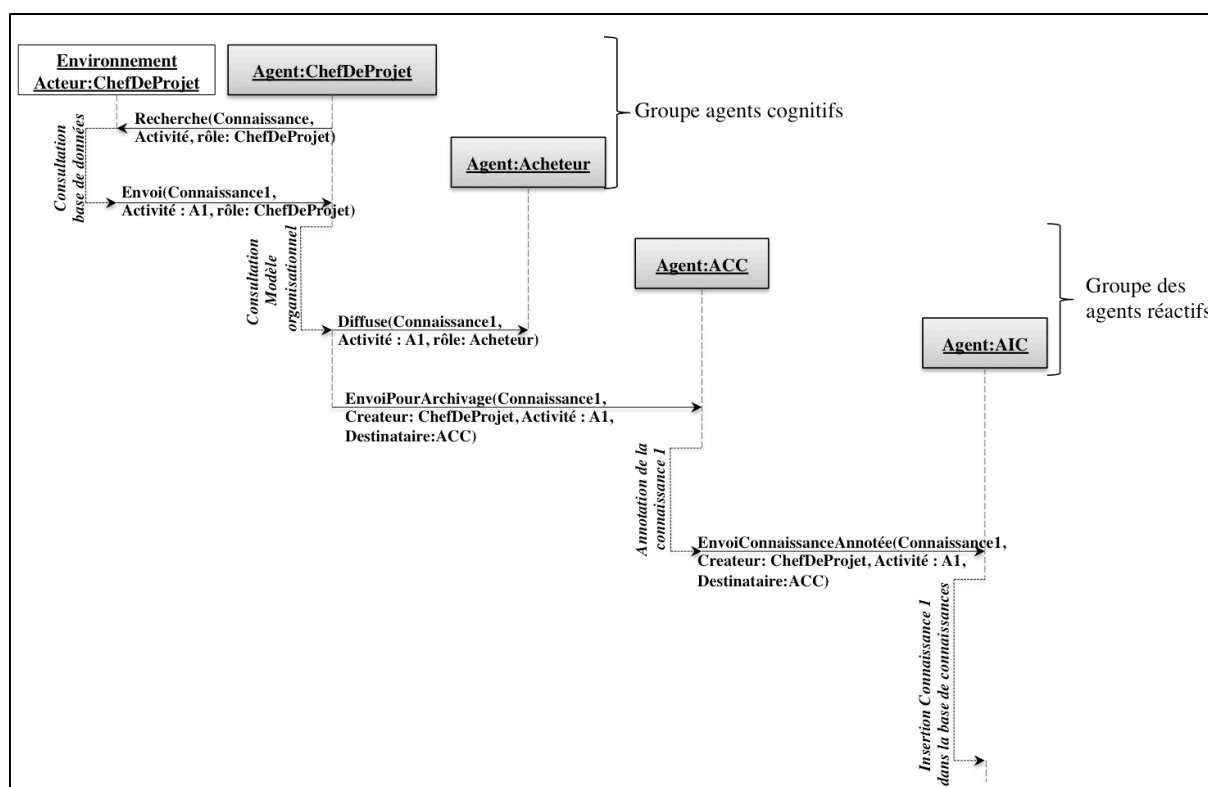 Environnement
Acteur:ChefDeProjet
Agent:ChefDeProjet
Groupe agents cognitifs
Recherche(Connaissance,
Activité, rôle: ChefDeProjet)
Consultation
base de données
Agent:Acheteur
Envoi(Connaissance1,
Activité : A1, rôle: ChefDeProjet)
Consultation
Modèle
organisationnel
Agent:ACC
Groupe des
agents réactifs
Diffuse(Connaissance1,
Activité : A1, rôle: Acheteur)
Agent:AIC
EnvoiPourArchivage(Connaissance1,
Createur: ChefDeProjet, Activité : A1,
Destinataire:ACC)
Annotation de la
connaissance 1
EnvoiConnaissanceAnnotée(Connaissance1,
Createur: ChefDeProjet, Activité : A1,
Destinataire:ACC)
Insertion Connaissance 1
dans la base de connaissances